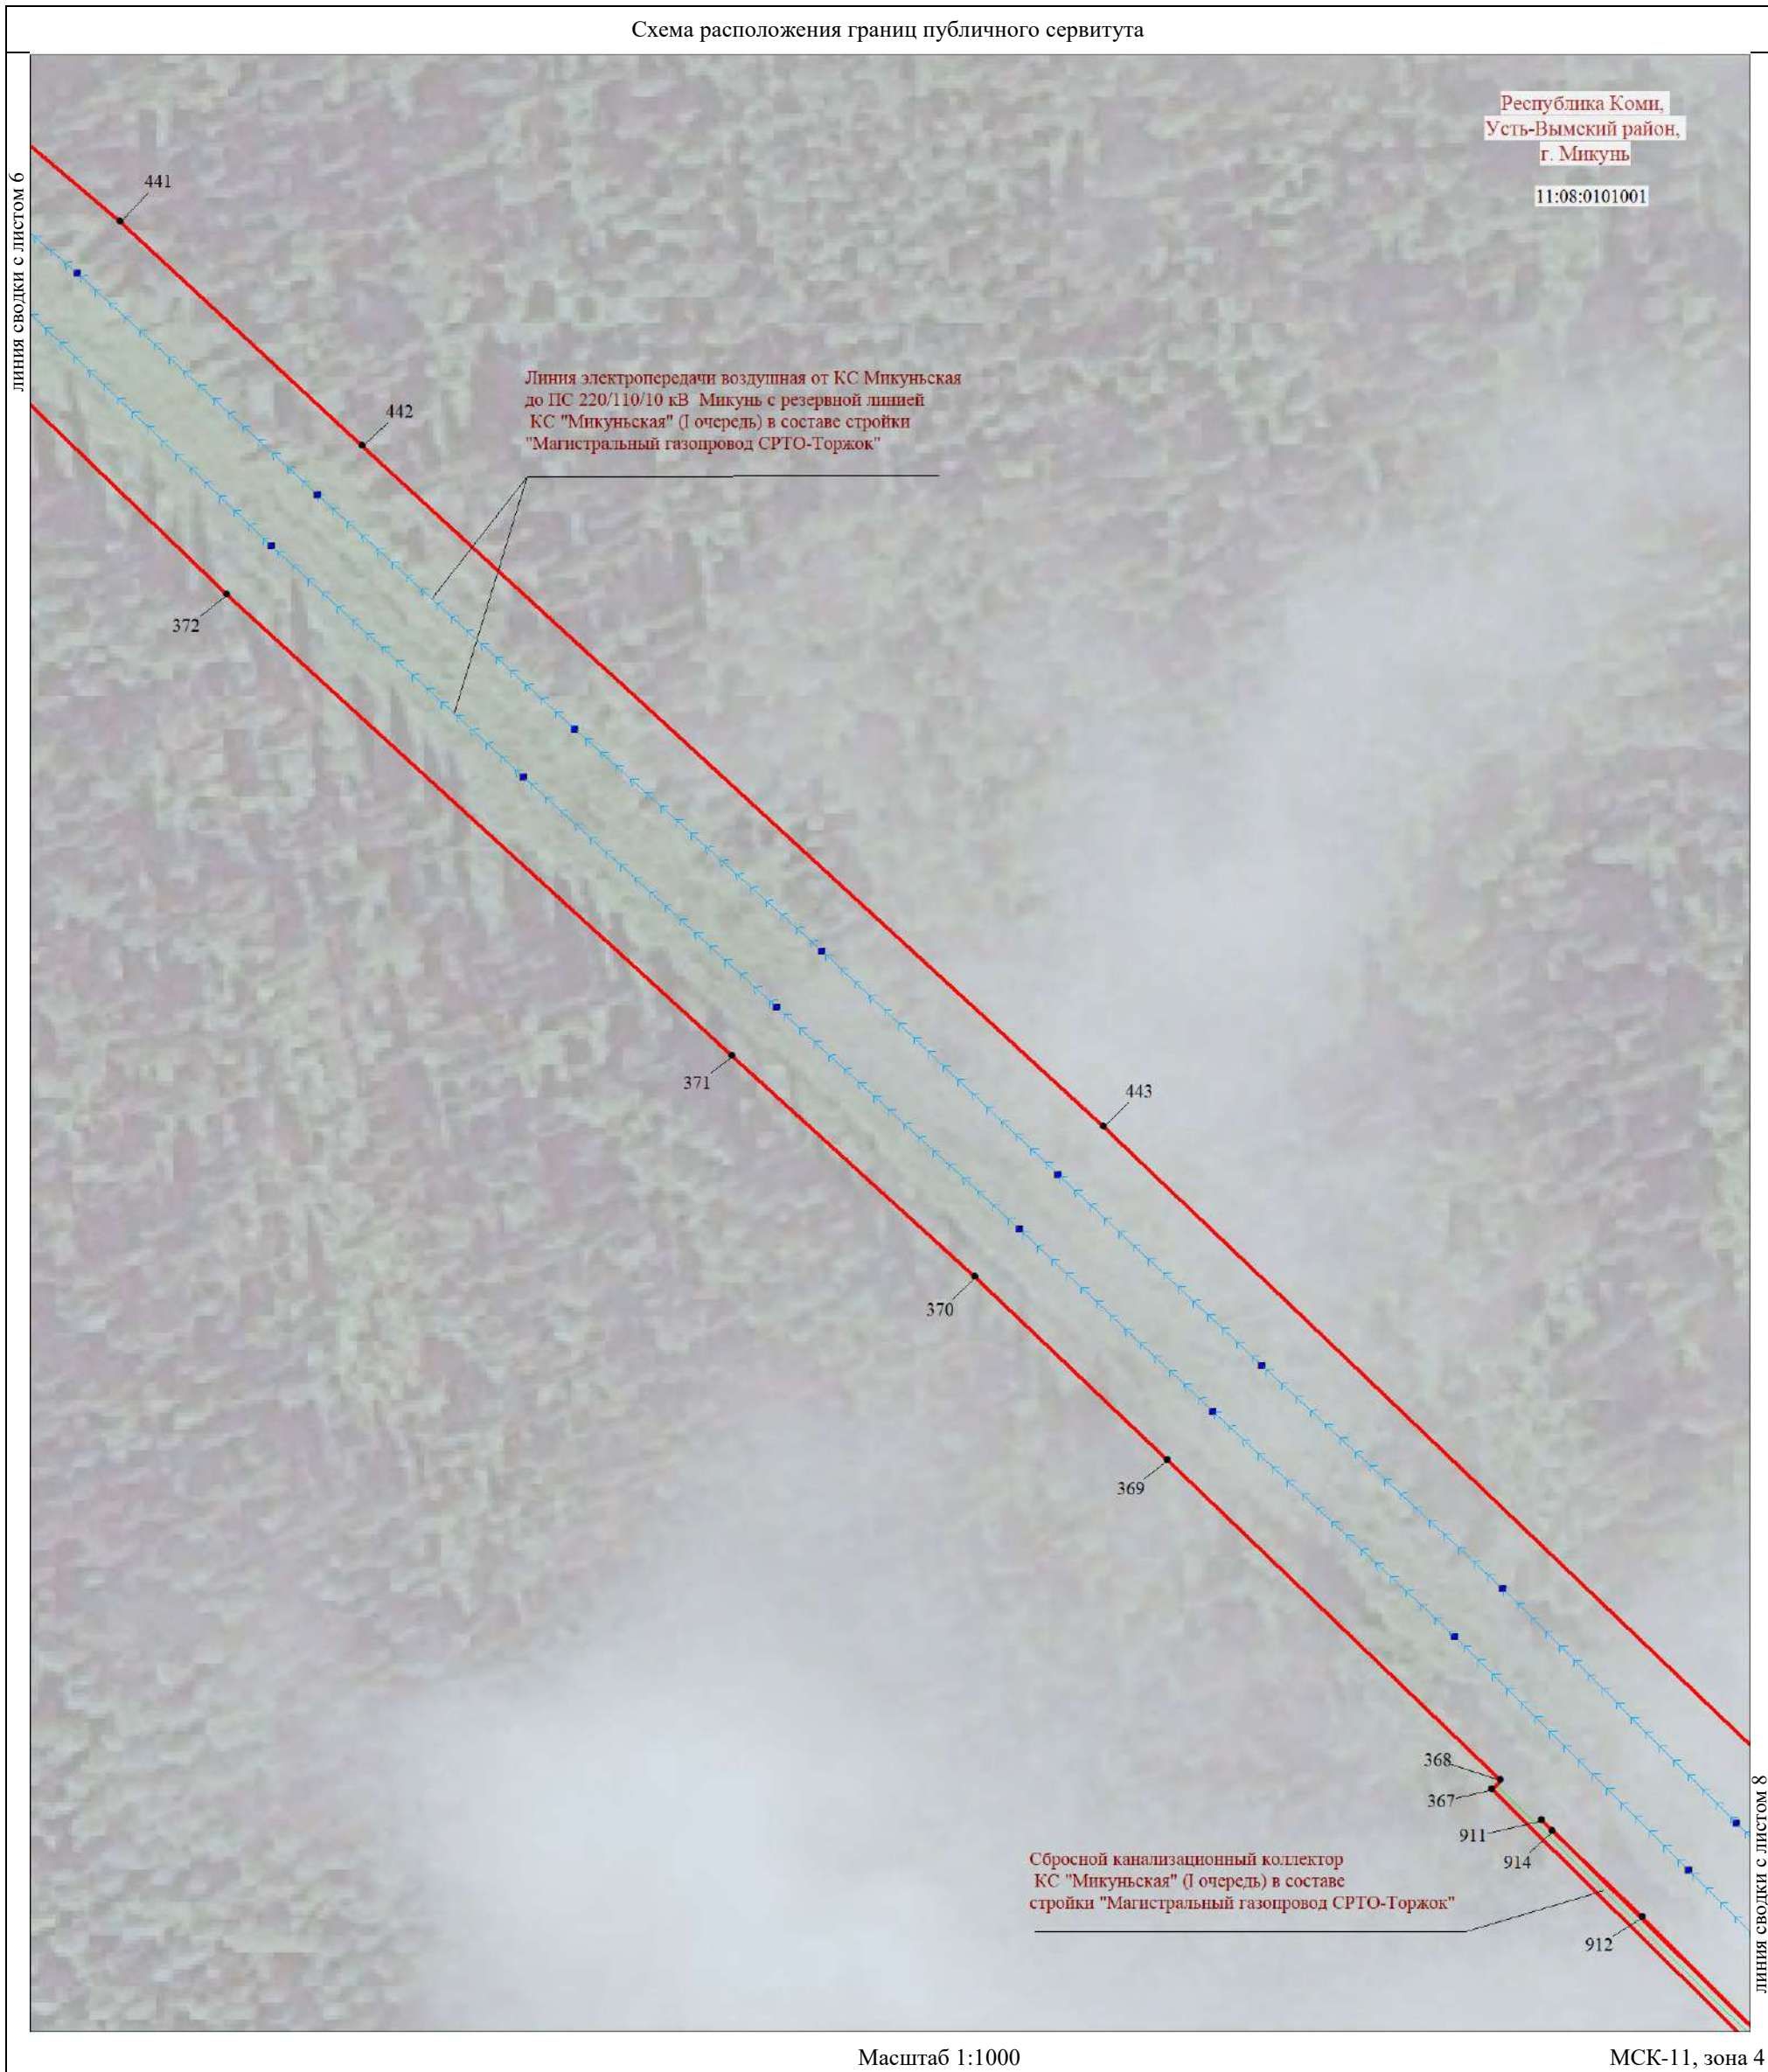 Схема расположения границ публичного сервитута
Республика Коми,
Усть-Вымский район,
г. Микунь
11:08:0101001
линия сводки с листом 6
441
442
Линия электропередачи воздушная от КС Микуньская
до ПС 220/110/10 кВ Микунь с резервной линией
КС "Микуньская" (I очередь) в составе стройки
"Магистральный газопровод СРТО-Торжок"
372
371
443
370
369
368
367
911
914
Сбросной канализационный коллектор
КС "Микуньская" (I очередь) в составе
стройки "Магистральный газопровод СРТО-Торжок"
912
линия сводки с листом 8
Масштаб 1:1000
МСК-11, зона 4